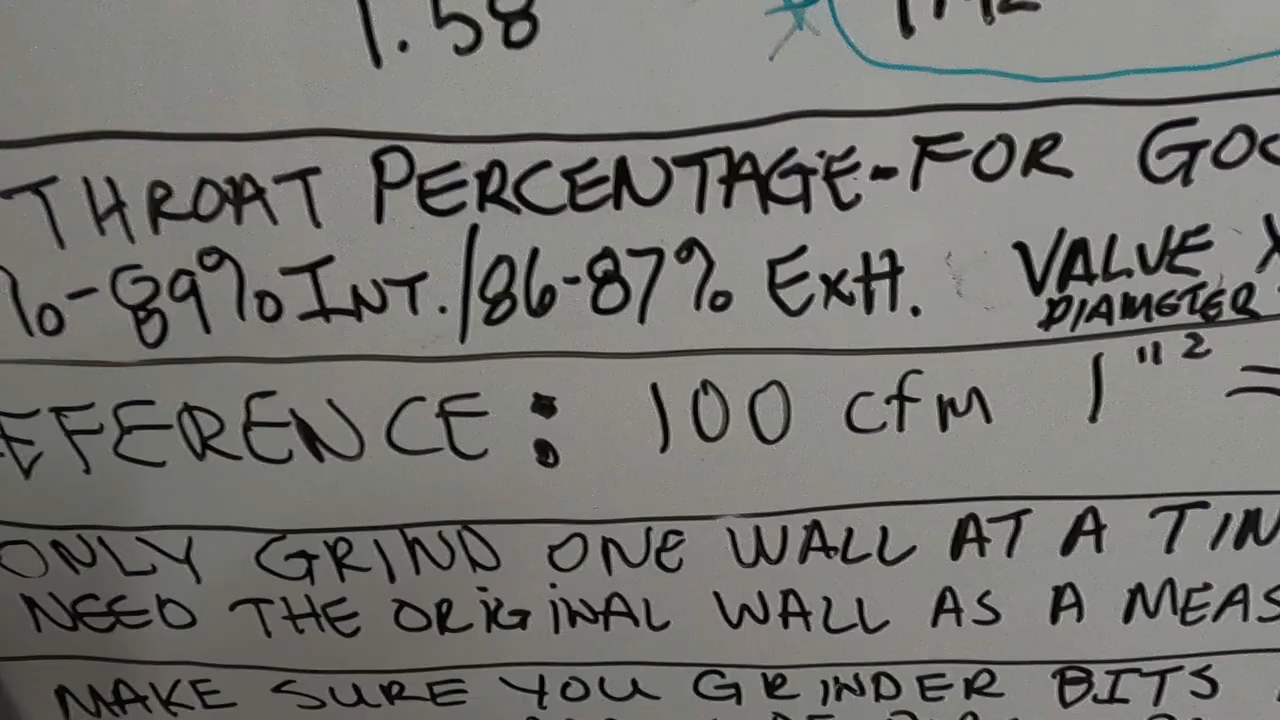 1.58
THROAT PERCENTAGE-FOR
%-89% INT./86-87% EXH. VALVE
DIAMETER
100 cfm 1"2 =
ONLY GRIND ONE WALL AT A
NEED THE ORIGINAL WALL AS A
MAKE SURE YOU GRINDER BITS